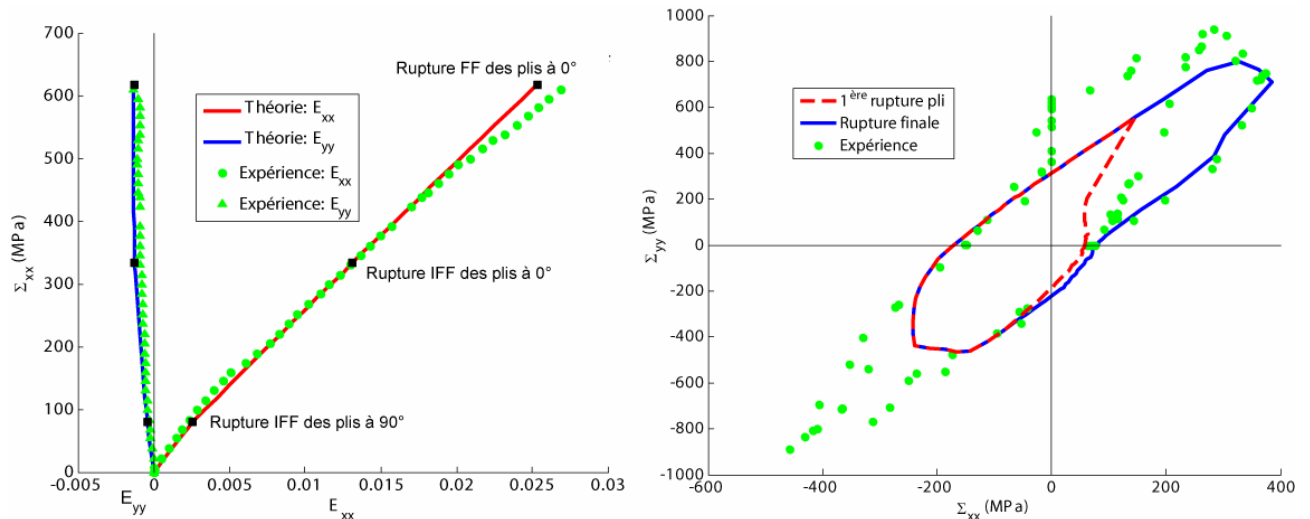 700
600
500
400
300
200
100
0
Σxx (MPa)
Rupture FF des plis à 0°
Théorie: Exx
Théorie: Eyy
Expérience: Exx
Expérience: Eyy
Rupture IFF des plis à 0°
Rupture IFF des plis à 90°
-0.005
0
0.005
0.01
0.015
0.02
0.025
0.03
Eyy
Exx
1000
800
600
400
200
0
-200
-400
-600
-800
-1000
Σyy (MPa)
1ère rupture pli
Rupture finale
Expérience
-600
-400
-200
0
200
400
600
Σxx (MPa)